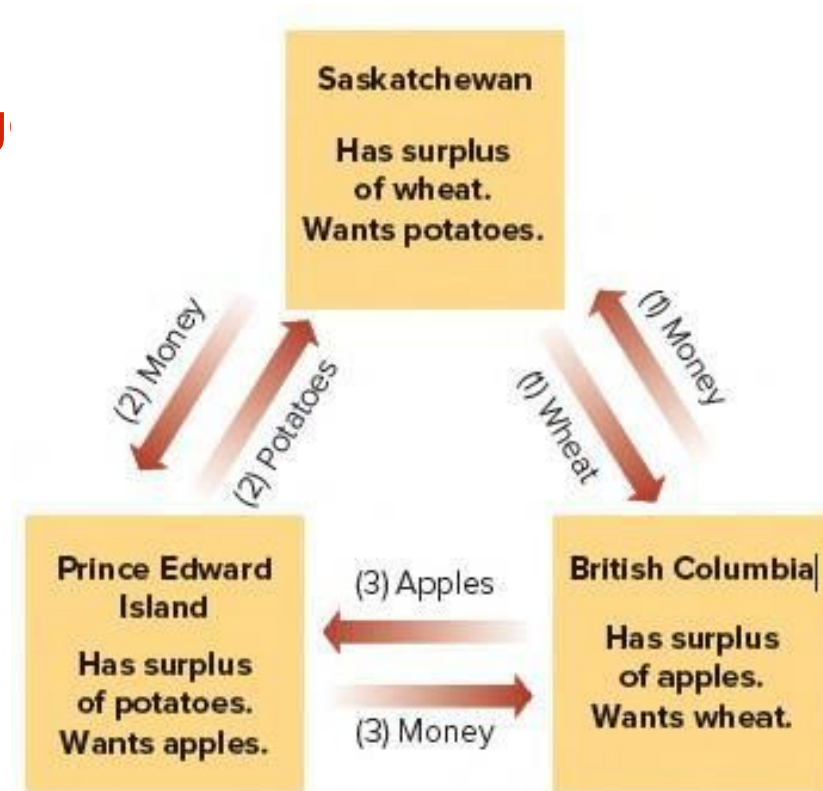 Saskatchewan
Has surplus
of wheat.
Wants potatoes.
(2) Money
(2) Potatoes
(1) Wheat
(1) Money
Prince Edward
Island
Has surplus
of potatoes.
Wants apples.
(3) Apples
(3) Money
British Columbia
Has surplus
of apples.
Wants wheat.